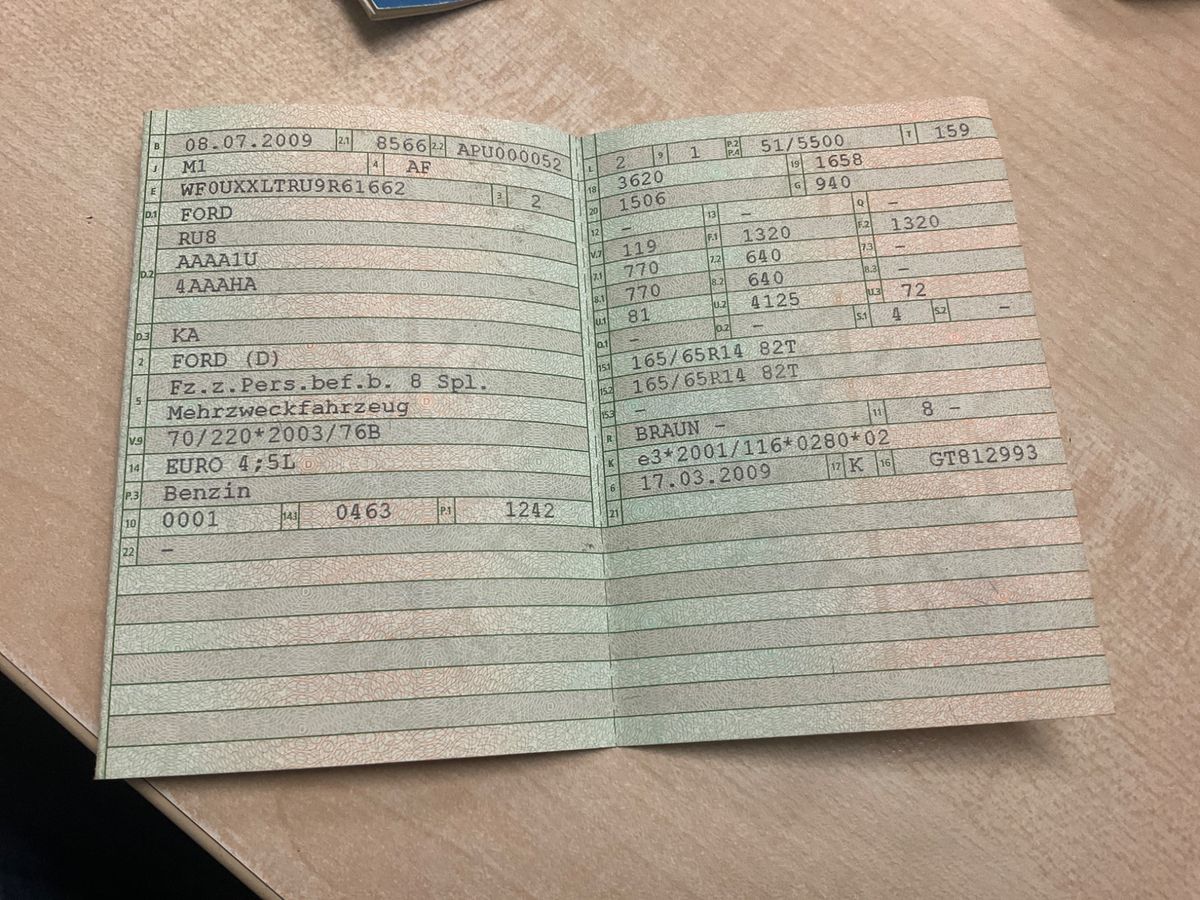 B 08.07.2009 2.1 8566 2.2 APU000052
J M1 4 AF
E WF0UXXLTRU9R61662 3 2
D.1 FORD
D.2 RU8
AAAA1U
4AAAHA
D.3 KA
2 FORD (D)
5 Fz.z.Pers.bef.b. 8 Spl.
Mehrzweckfahrzeug
V.9 70/220*2003/76B
14 EURO 4;5L
P.3 Benzin
10 0001 14.1 0463 P.1 1242
22 –
L 2 9 1 P.2 P.4 51/5500 T 159
18 3620 19 1658
20 1506 G 940
12 – 13 – Q –
V.7 119 F.1 1320 F.2 1320
7.1 770 7.2 640 7.3 –
8.1 770 8.2 640 8.3 –
U.1 81 U.2 4125 U.3 72
O.1 – O.2 – S.1 4 S.2 –
15.1 165/65R14 82T
15.2 165/65R14 82T
15.3 –
R BRAUN – 11 8 –
K e3*2001/116*0280*02
6 17.03.2009 17 K 16 GT812993
21